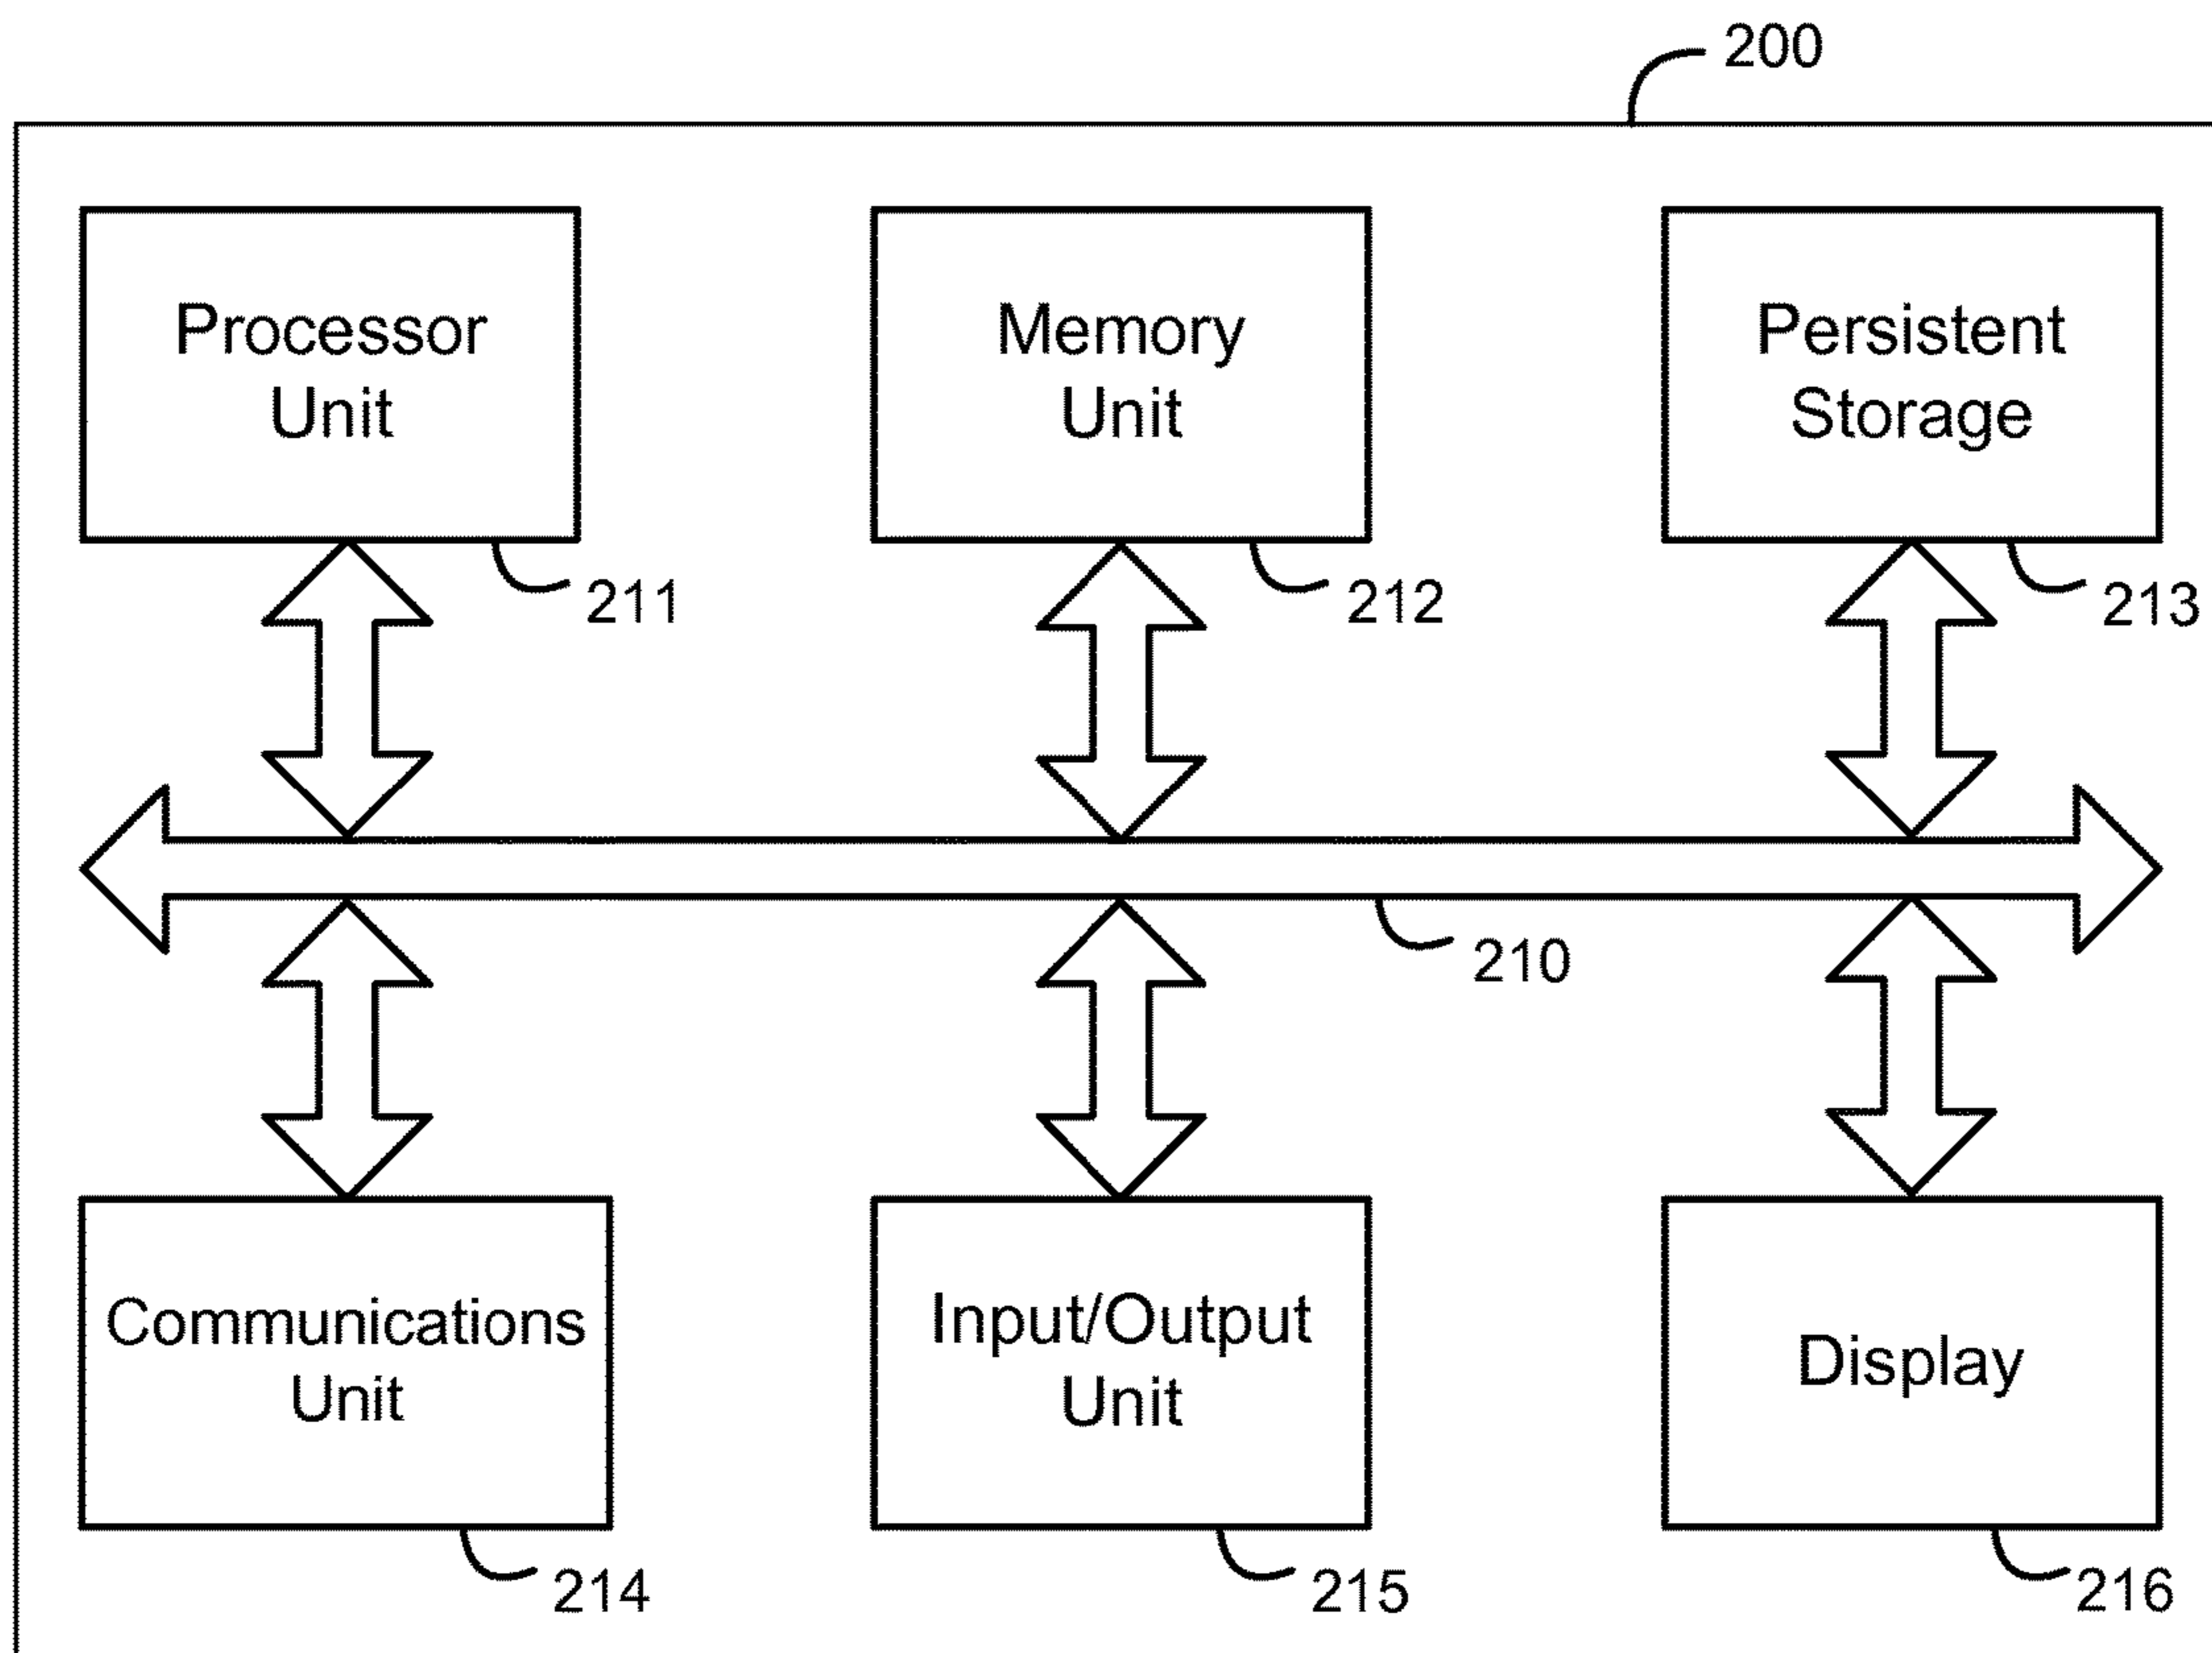 200
Processor
Unit
Memory
Unit
Persistent
Storage
211
212
213
210
Communications
Unit
Input/Output
Unit
Display
214
215
216